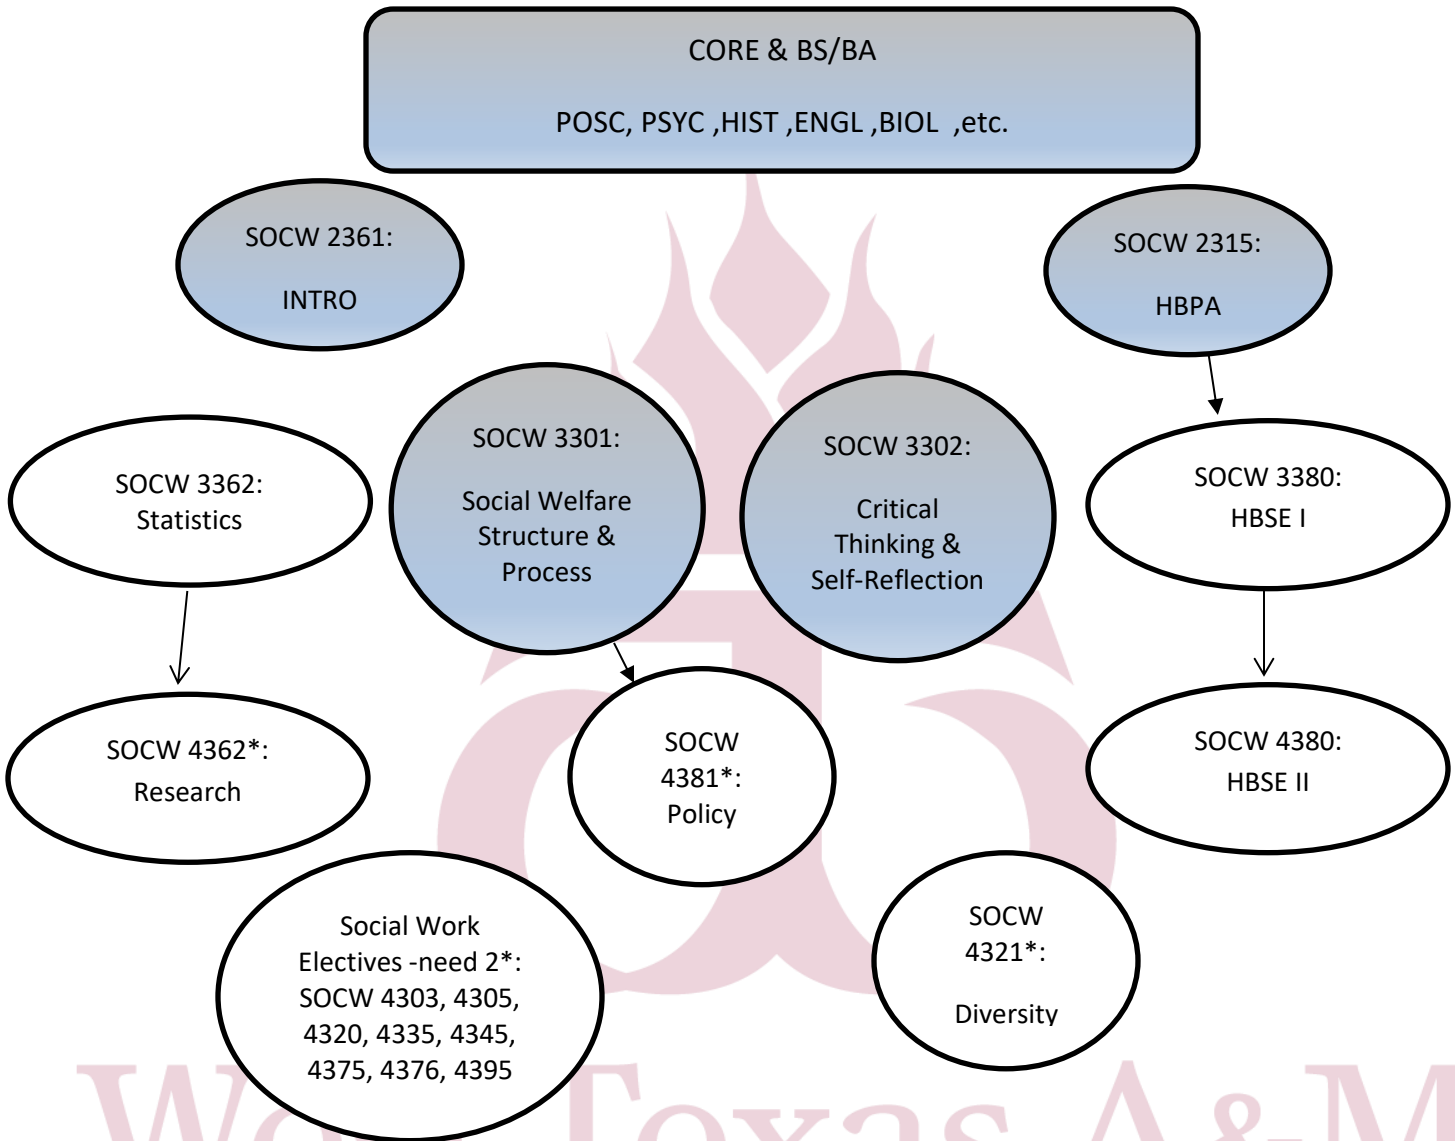 CORE & BS/BA
POSC, PSYC ,HIST ,ENGL ,BIOL ,etc.
SOCW 2361:
INTRO
SOCW 2315:
HBPA
SOCW 3362:
Statistics
SOCW 3301:
Social Welfare
Structure &
Process
SOCW 3302:
Critical
Thinking &
Self-Reflection
SOCW 3380:
HBSE I
SOCW 4362*:
Research
SOCW
4381*:
Policy
SOCW 4380:
HBSE II
Social Work
Electives -need 2*:
SOCW 4303, 4305,
4320, 4335, 4345,
4375, 4376, 4395
SOCW
4321*:
Diversity
Texas A&M